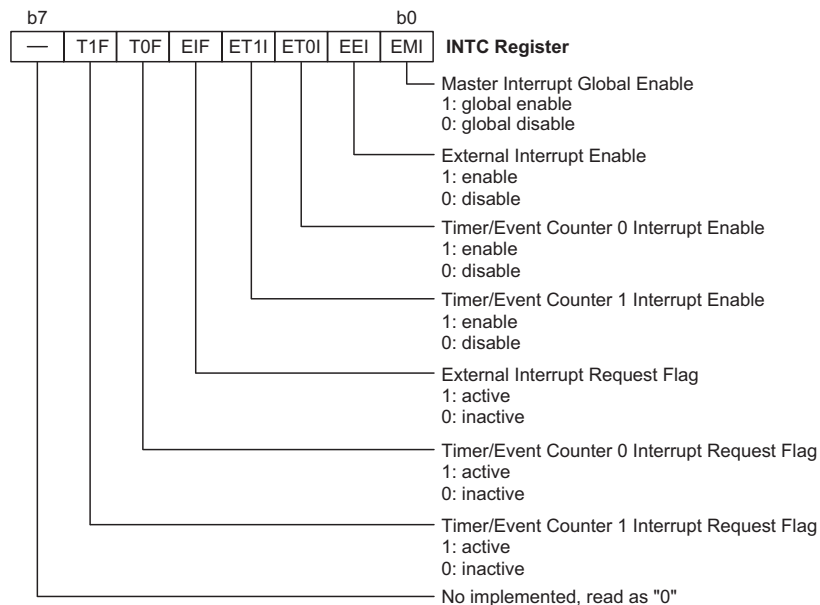 b7 b0
— T1F T0F EIF ET1I ET0I EEI EMI INTC Register
Master Interrupt Global Enable
1: global enable
0: global disable
External Interrupt Enable
1: enable
0: disable
Timer/Event Counter 0 Interrupt Enable
1: enable
0: disable
Timer/Event Counter 1 Interrupt Enable
1: enable
0: disable
External Interrupt Request Flag
1: active
0: inactive
Timer/Event Counter 0 Interrupt Request Flag
1: active
0: inactive
Timer/Event Counter 1 Interrupt Request Flag
1: active
0: inactive
No implemented, read as "0"